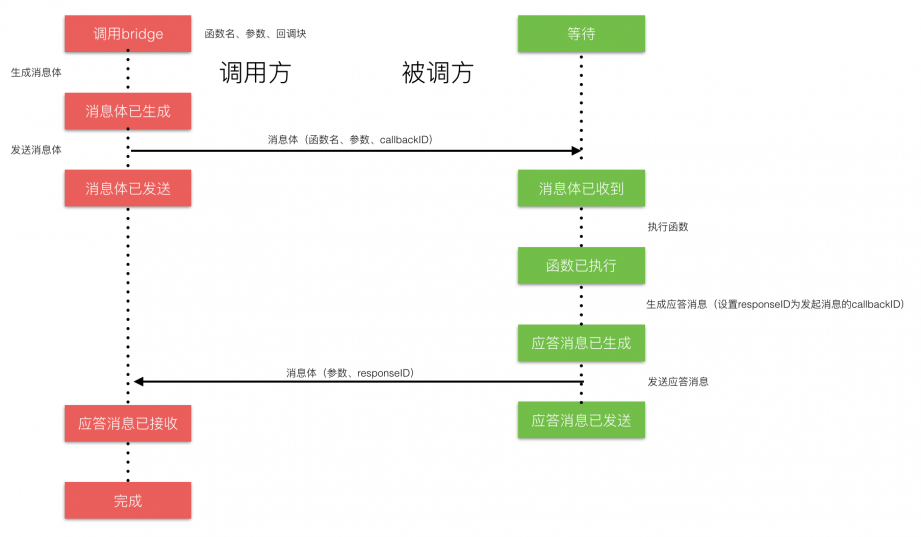 调用bridge
函数名、参数、回调块
等待
生成消息体
调用方
被调方
消息体已生成
消息体（函数名、参数、callbackID）
发送消息体
消息体已发送
消息体已收到
执行函数
函数已执行
生成应答消息（设置responseID为发起消息的callbackID）
应答消息已生成
消息体（参数、responseID）
发送应答消息
应答消息已接收
应答消息已发送
完成